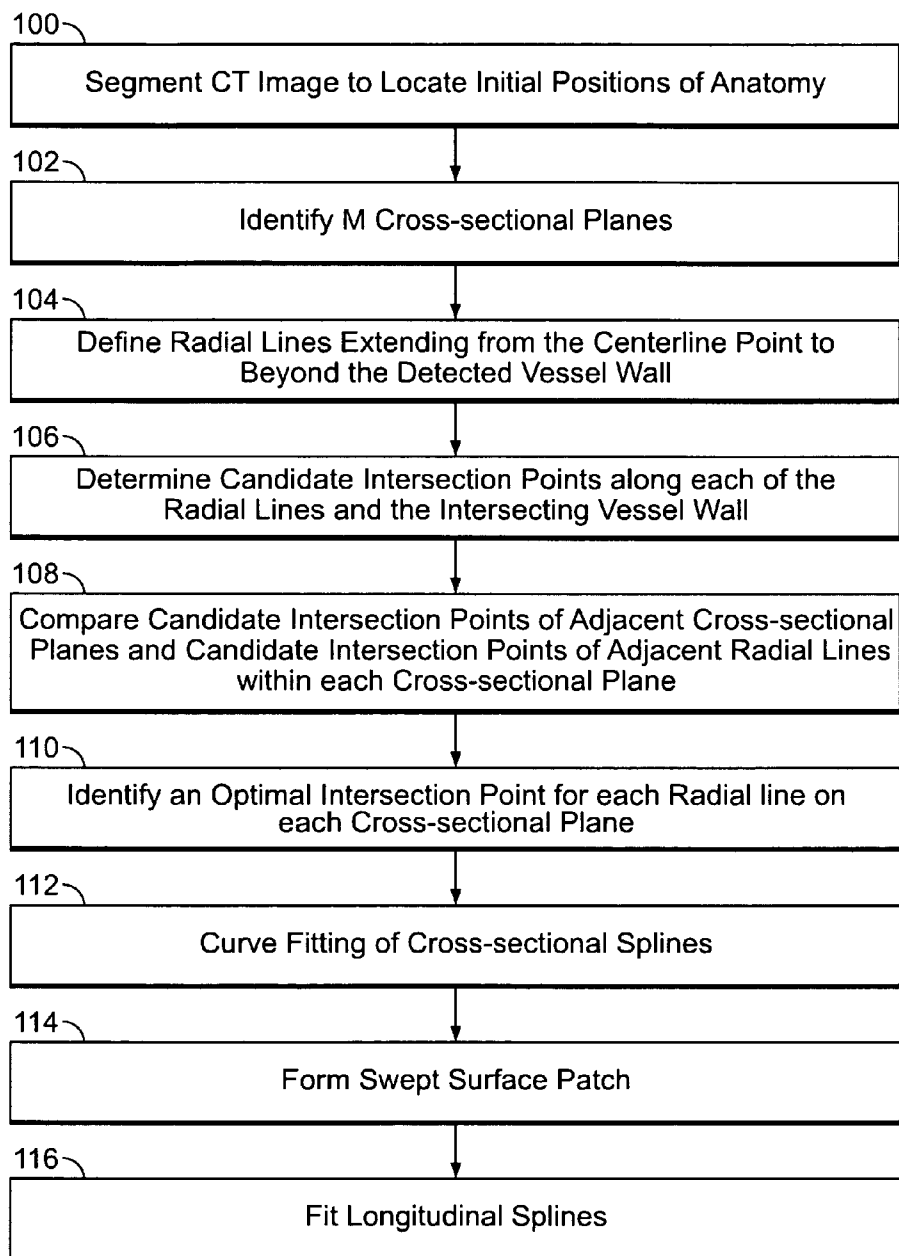 100
Segment CT Image to Locate Initial Positions of Anatomy
102
Identify M Cross-sectional Planes
104
Define Radial Lines Extending from the Centerline Point to
Beyond the Detected Vessel Wall
106
Determine Candidate Intersection Points along each of the
Radial Lines and the Intersecting Vessel Wall
108
Compare Candidate Intersection Points of Adjacent Cross-sectional
Planes and Candidate Intersection Points of Adjacent Radial Lines
within each Cross-sectional Plane
110
Identify an Optimal Intersection Point for each Radial line on
each Cross-sectional Plane
112
Curve Fitting of Cross-sectional Splines
114
Form Swept Surface Patch
116
Fit Longitudinal Splines